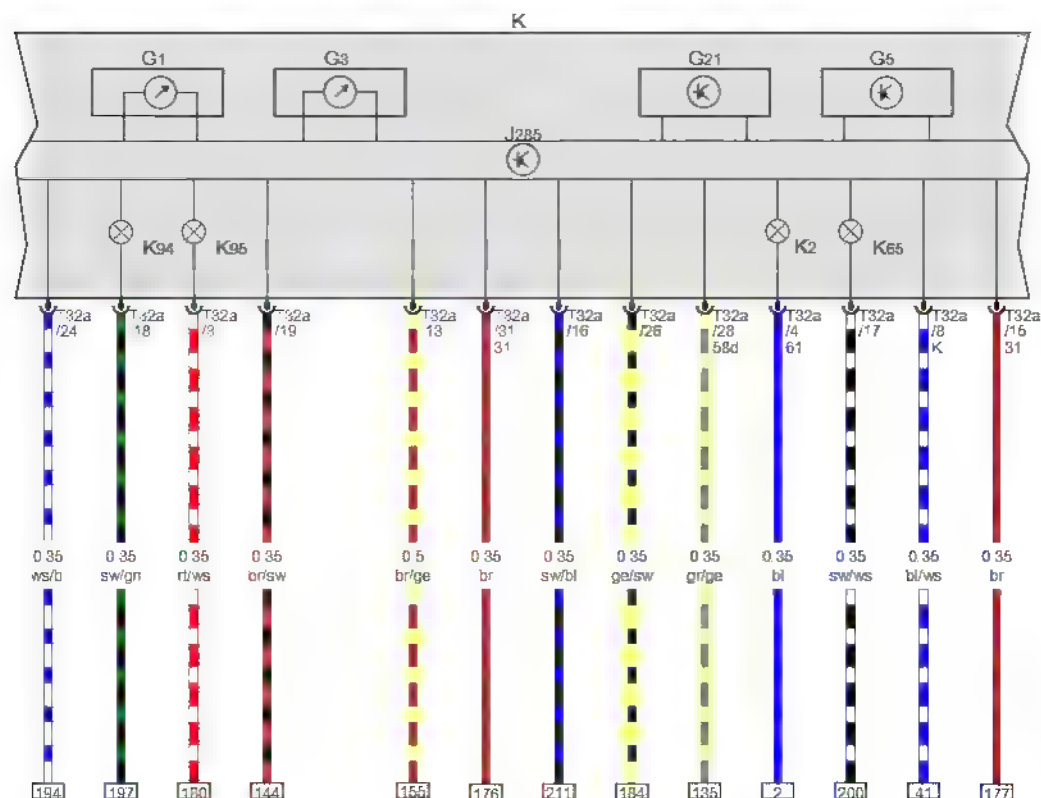 K
G1 G3 G21 G5
J285
K94 K95 K2 K65
T32a T32a T32a T32a T32a T32a T32a T32a T32a T32a T32a T32a T32a
/24 18 /3 /19 13 /31 /16 /26 /28 /4 /17 /8 /15
31 58d 61 K 31
0.35 0.35 0.35 0.35 0.5 0.35 0.35 0.35 0.35 0.35 0.35 0.35 0.35
ws/b sw/gn rt/ws br/sw br/ge br sw/bl ge/sw gr/ge bl sw/ws bl/ws br
194 197 180 144 155 176 211 184 135 2 200 41 177